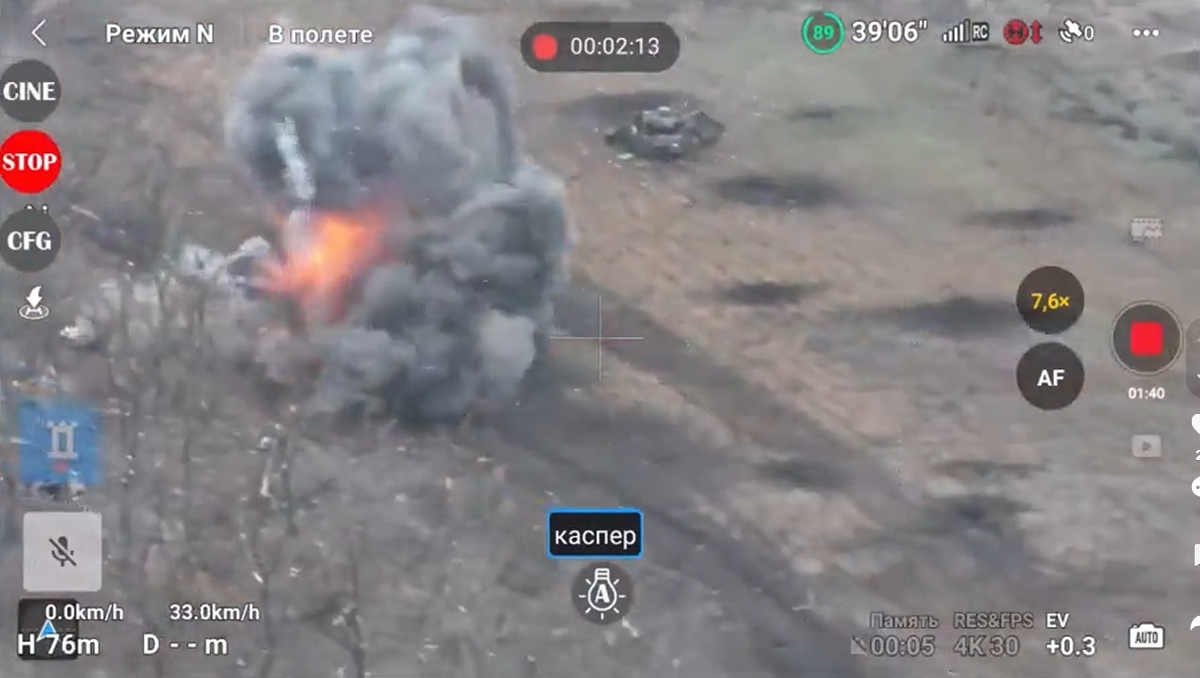 Режим N
В полете
00:02:13
89
39'06"
RC
H
0
CINE
STOP
CFG
7,6×
AF
01:40
каспер
A
0.0km/h
33.0km/h
H 76m
D - - m
Память
00:05
RES&FPS
4K 30
EV
+0.3
AUTO